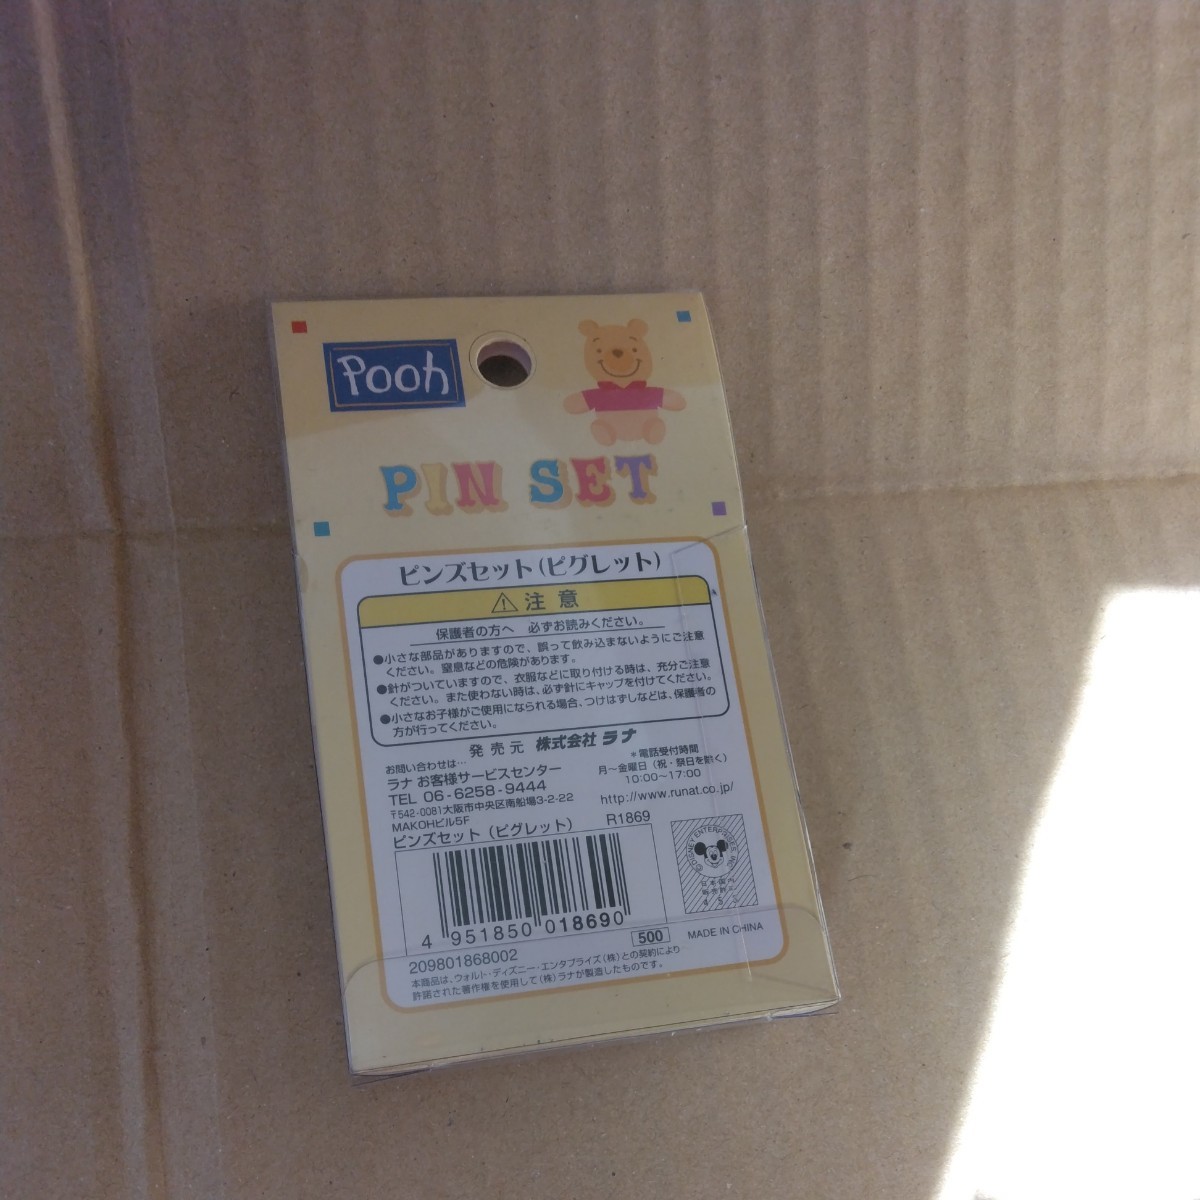 Pooh
PIN SET
ピンズセット(ピグレット)
注意
保護者の方へ 必ずお読みください。
●小さな部品がありますので、誤って飲み込まないようにご注意
ください。窒息などの危険があります。
●針がついていますので、衣服などに取り付ける時は、充分ご注意
ください。また使わない時は、必ず針にキャップを付けてください。
●小さなお子様がご使用になられる場合、つけはずしなどは、保護者の
方が行ってください。
発売元 株式会社 ラナ
お問い合わせは…
ラナ お客様サービスセンター
TEL 06-6258-9444
〒542-0081大阪市中央区南船場3-2-22
MAKOHビル5F
*電話受付時間
月〜金曜日(祝・祭日を除く)
10:00〜17:00
http://www.runat.co.jp/
ピンズセット(ピグレット) R1869
4 951850 018690
©DISNEY ENTERPRISES, INC.
日本国内
209801868002
500
MADE IN CHINA
本商品は、ウォルト・ディズニー・エンタプライズ(株)との契約により
許諾された著作権を使用して(株)ラナが製造したものです。